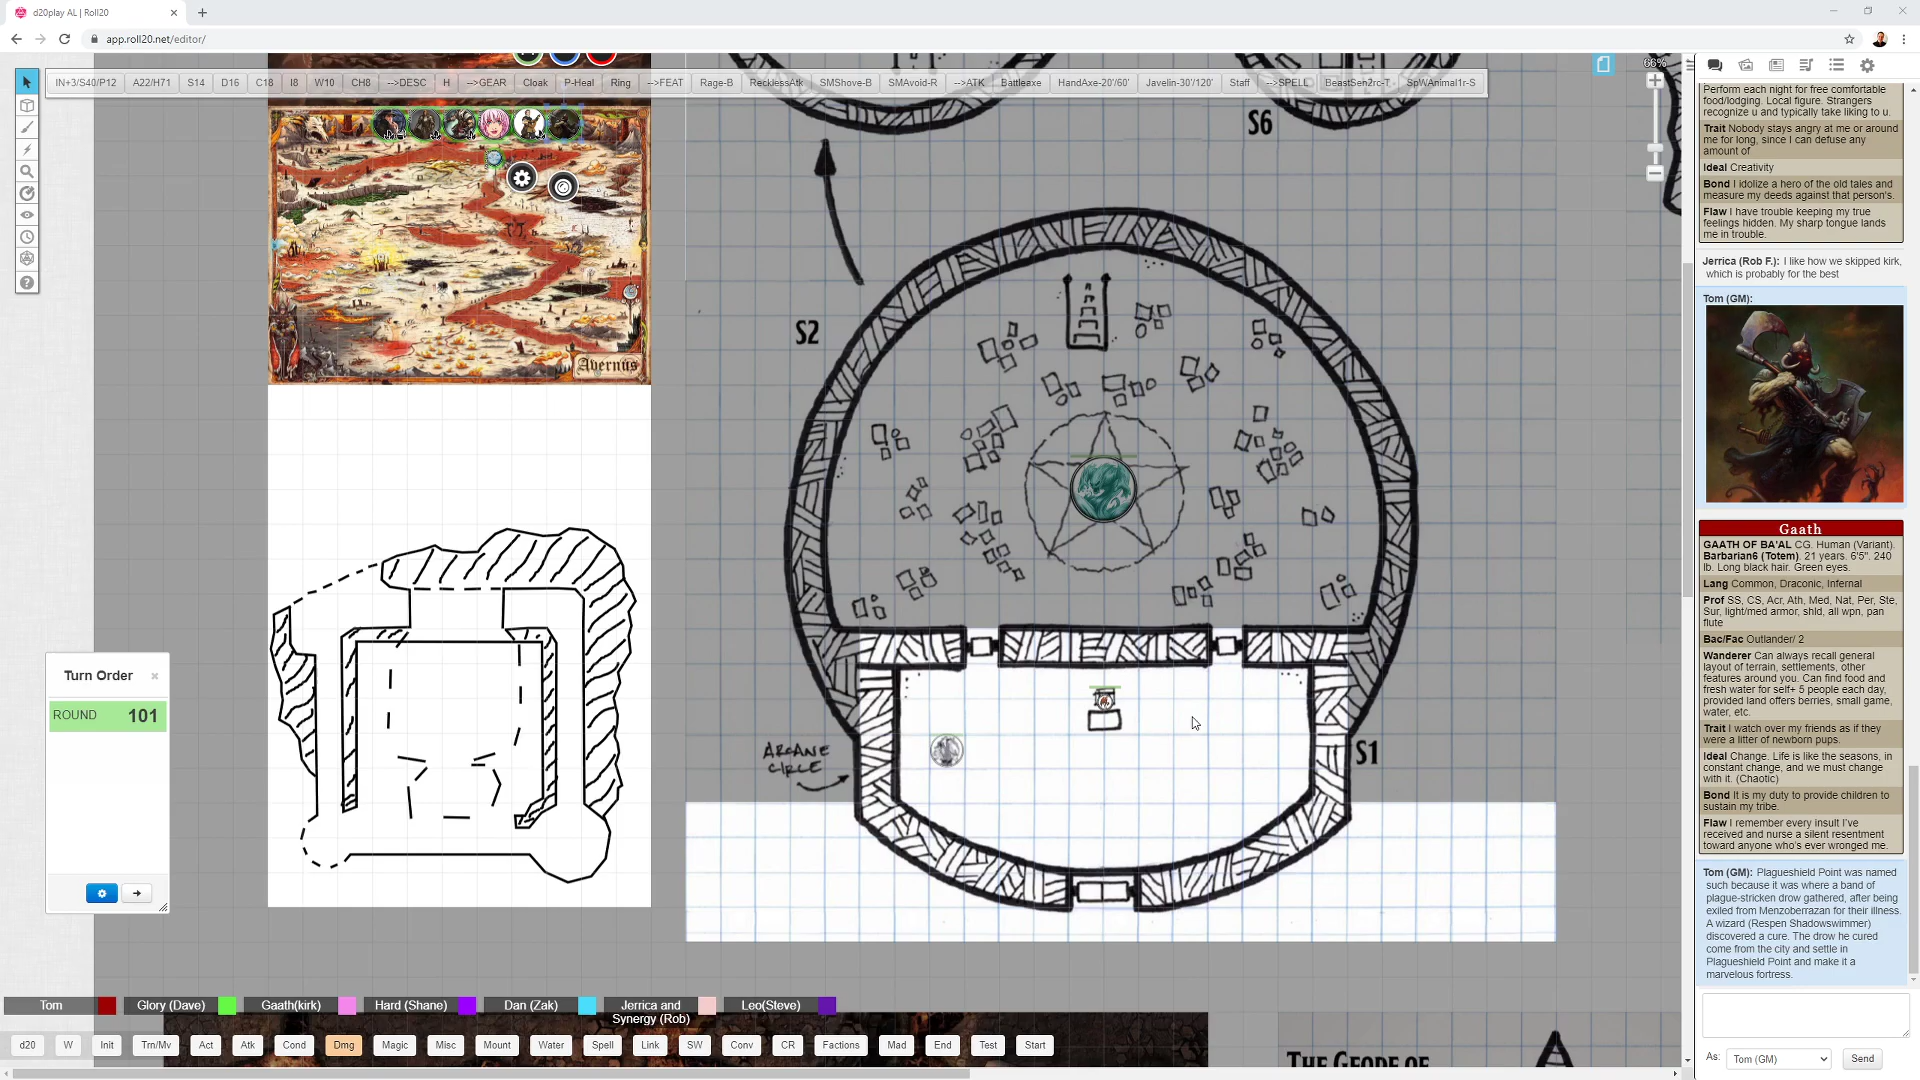 d20play AL | Roll20
app.roll20.net/editor/
IN+3/S40/P12 A22/H71 S14 D16 C18 I8 W10 CH8 -->DESC H -->GEAR Cloak P-Heal Ring -->FEAT Rage-B RecklessAtk SMShove-B SMAvoid-R -->ATK Battleaxe HandAxe-20'/60' Javelin-30'/120' Staff -->SPELL BeastSen2rc-T SpWAnimal1r-S
66%
S6
S2
S1
ARCANE
CIRCLE
Avernus
Turn Order
ROUND 101
THE GEODE OF
Perform each night for free comfortable
food/lodging. Local figure. Strangers
recognize u and typically take liking to u.
Trait Nobody stays angry at me or around
me for long, since I can defuse any
amount of
Ideal Creativity
Bond I idolize a hero of the old tales and
measure my deeds against that person's.
Flaw I have trouble keeping my true
feelings hidden. My sharp tongue lands
me in trouble.
Jerrica (Rob F.): I like how we skipped kirk,
which is probably for the best
Tom (GM):
Gaath
GAATH OF BA'AL CG. Human (Variant).
Barbarian6 (Totem). 21 years. 6'5". 240
lb. Long black hair. Green eyes.
Lang Common, Draconic, Infernal
Prof SS, CS, Acr, Ath, Med, Nat, Per, Ste,
Sur, light/med armor, shld, all wpn, pan
flute
Bac/Fac Outlander/ 2
Wanderer Can always recall general
layout of terrain, settlements, other
features around you. Can find food and
fresh water for self+ 5 people each day,
provided land offers berries, small game,
water, etc.
Trait I watch over my friends as if they
were a litter of newborn pups.
Ideal Change. Life is like the seasons, in
constant change, and we must change
with it. (Chaotic)
Bond It is my duty to provide children to
sustain my tribe.
Flaw I remember every insult I've
received and nurse a silent resentment
toward anyone who's ever wronged me.
Tom (GM): Plagueshield Point was named
such because it was where a band of
plague-stricken drow gathered, after being
exiled from Menzoberrazan for their illness.
A wizard (Respen Shadowswimmer)
discovered a cure. The drow he cured
come from the city and settle in
Plagueshield Point and make it a
marvelous fortress.
Tom Glory (Dave) Gaath(kirk) Hard (Shane) Dan (Zak) Jerrica and Leo(Steve)
Synergy (Rob)
d20 W Init Trn/Mv Act Atk Cond Dmg Magic Misc Mount Water Spell Link SW Conv CR Factions Mad End Test Start
As: Tom (GM) Send